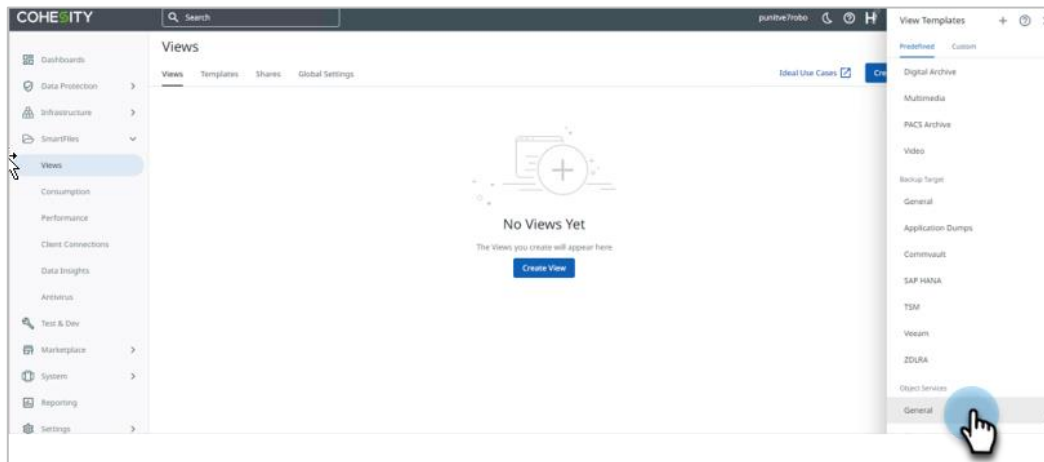 COHESITY
Search
punitve7robo
H
View Templates
Predefined
Custom
Digital Archive
Multimedia
PACS Archive
Video
Backup Target
General
Application Dumps
Commvault
SAP HANA
TSM
Veeam
ZDLRA
Object Services
General
Dashboards
Data Protection
Infrastructure
SmartFiles
Views
Consumption
Performance
Client Connections
Data Insights
Antivirus
Test & Dev
Marketplace
System
Reporting
Settings
Views
Views
Templates
Shares
Global Settings
Ideal Use Cases
Cre
No Views Yet
The Views you create will appear here.
Create View